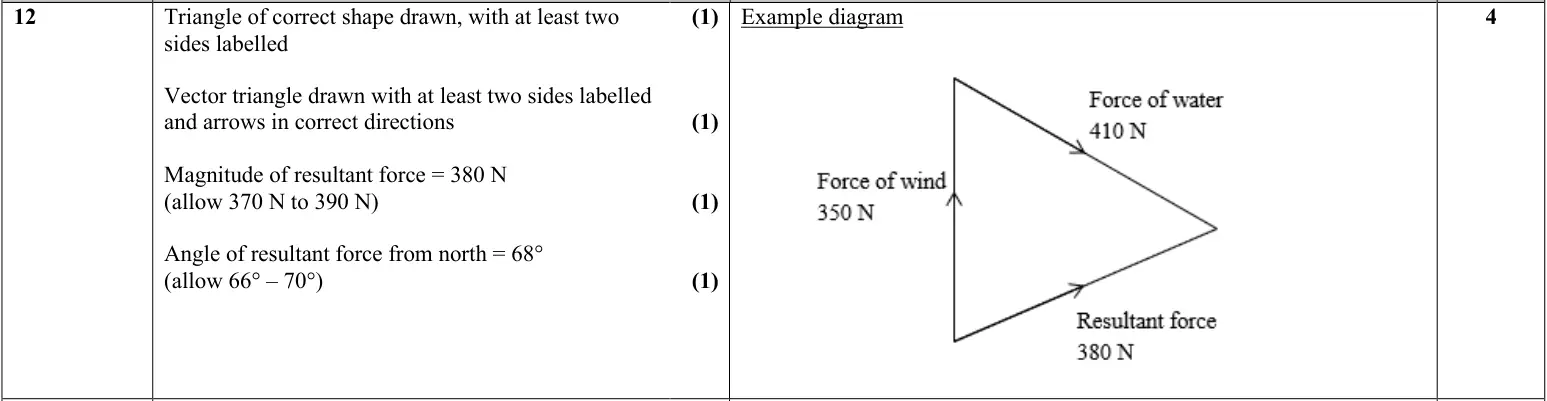 12
Triangle of correct shape drawn, with at least two (1)
sides labelled
Vector triangle drawn with at least two sides labelled
and arrows in correct directions (1)
Magnitude of resultant force = 380 N
(allow 370 N to 390 N) (1)
Angle of resultant force from north = 68°
(allow 66° – 70°) (1)
Example diagram
Force of water
410 N
Force of wind
350 N
Resultant force
380 N
4